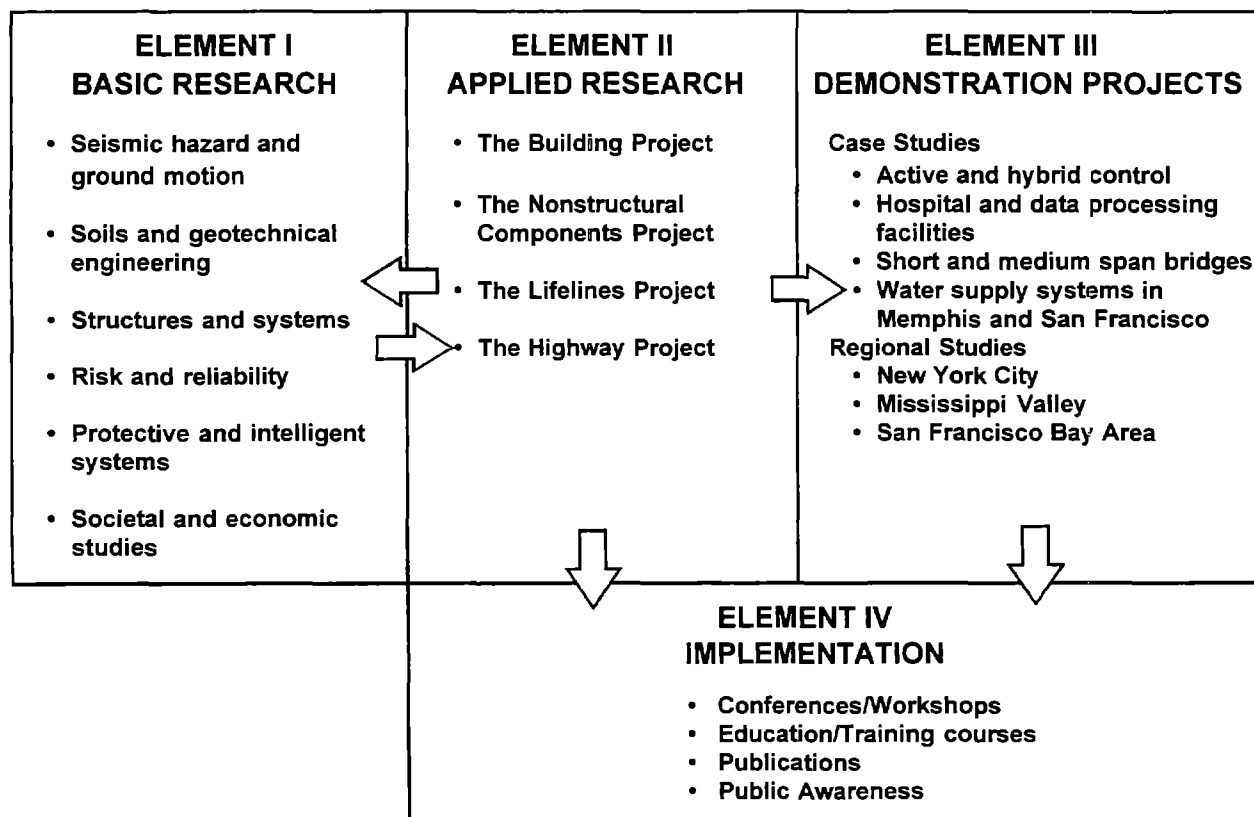 ELEMENT I
BASIC RESEARCH
• Seismic hazard and
ground motion
• Soils and geotechnical
engineering
• Structures and systems
• Risk and reliability
• Protective and intelligent
systems
• Societal and economic
studies
ELEMENT II
APPLIED RESEARCH
• The Building Project
• The Nonstructural
Components Project
• The Lifelines Project
• The Highway Project
ELEMENT III
DEMONSTRATION PROJECTS
Case Studies
• Active and hybrid control
• Hospital and data processing
facilities
• Short and medium span bridges
• Water supply systems in
Memphis and San Francisco
Regional Studies
• New York City
• Mississippi Valley
• San Francisco Bay Area
ELEMENT IV
IMPLEMENTATION
• Conferences/Workshops
• Education/Training courses
• Publications
• Public Awareness